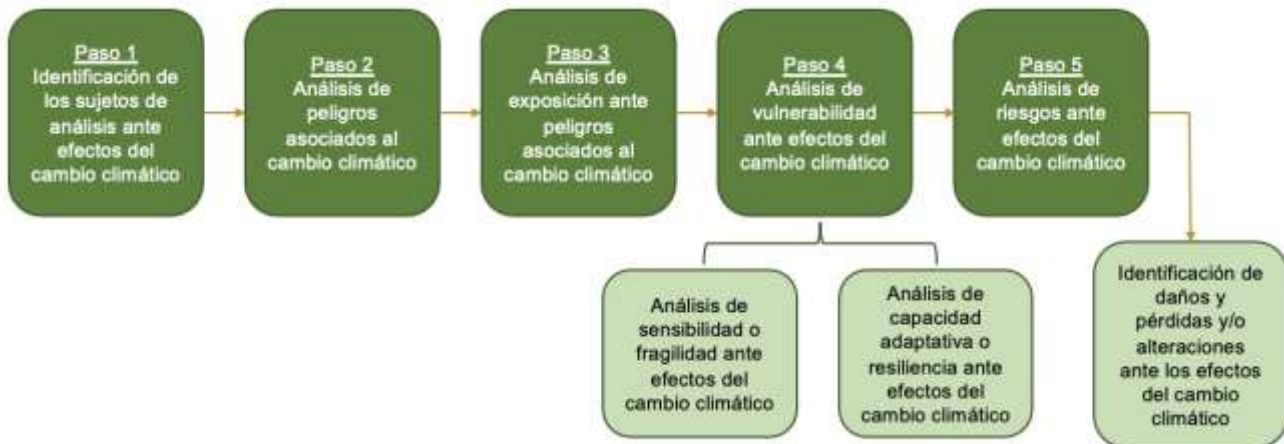 Paso 1
Identificación de
los sujetos de
análisis ante
efectos del
cambio climático
Paso 2
Análisis de
peligros
asociados al
cambio climático
Paso 3
Análisis de
exposición ante
peligros
asociados al
cambio climático
Paso 4
Análisis de
vulnerabilidad
ante efectos del
cambio climático
Paso 5
Análisis de
riesgos ante
efectos del
cambio climático
Análisis de
sensibilidad o
fragilidad ante
efectos del
cambio climático
Análisis de
capacidad
adaptativa o
resiliencia ante
efectos del
cambio climático
Identificación de
daños y
pérdidas y/o
alteraciones
ante los efectos
del cambio
climático